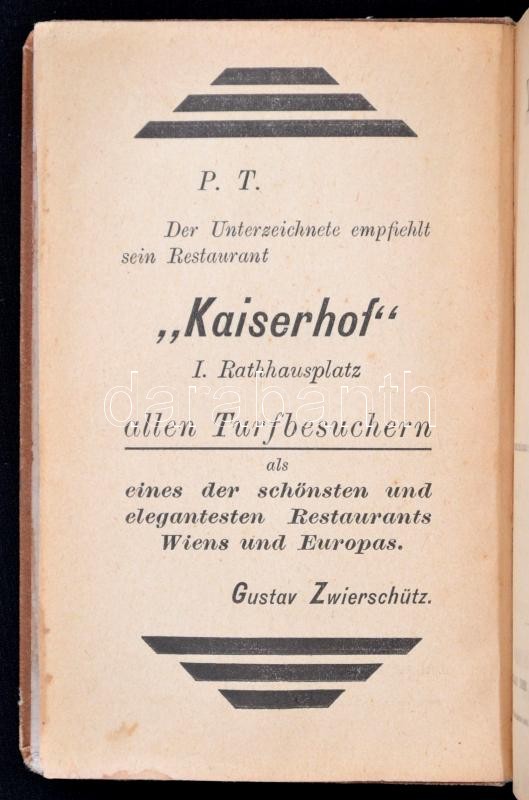 P. T.
Der Unterzeichnete empfiehlt
sein Restaurant
„Kaiserhof“
I. Rathhausplatz
darabanth
allen Turfbesuchern
als
eines der schönsten und
elegantesten Restaurants
Wiens und Europas.
Gustav Zwierschütz.